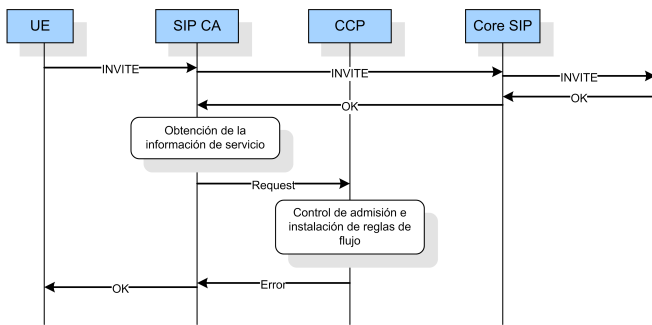 UE
SIP CA
CCP
Core SIP
INVITE
INVITE
INVITE
OK
OK
Obtención de la
información de servicio
Request
Control de admisión e
instalación de reglas de
flujo
Error
OK